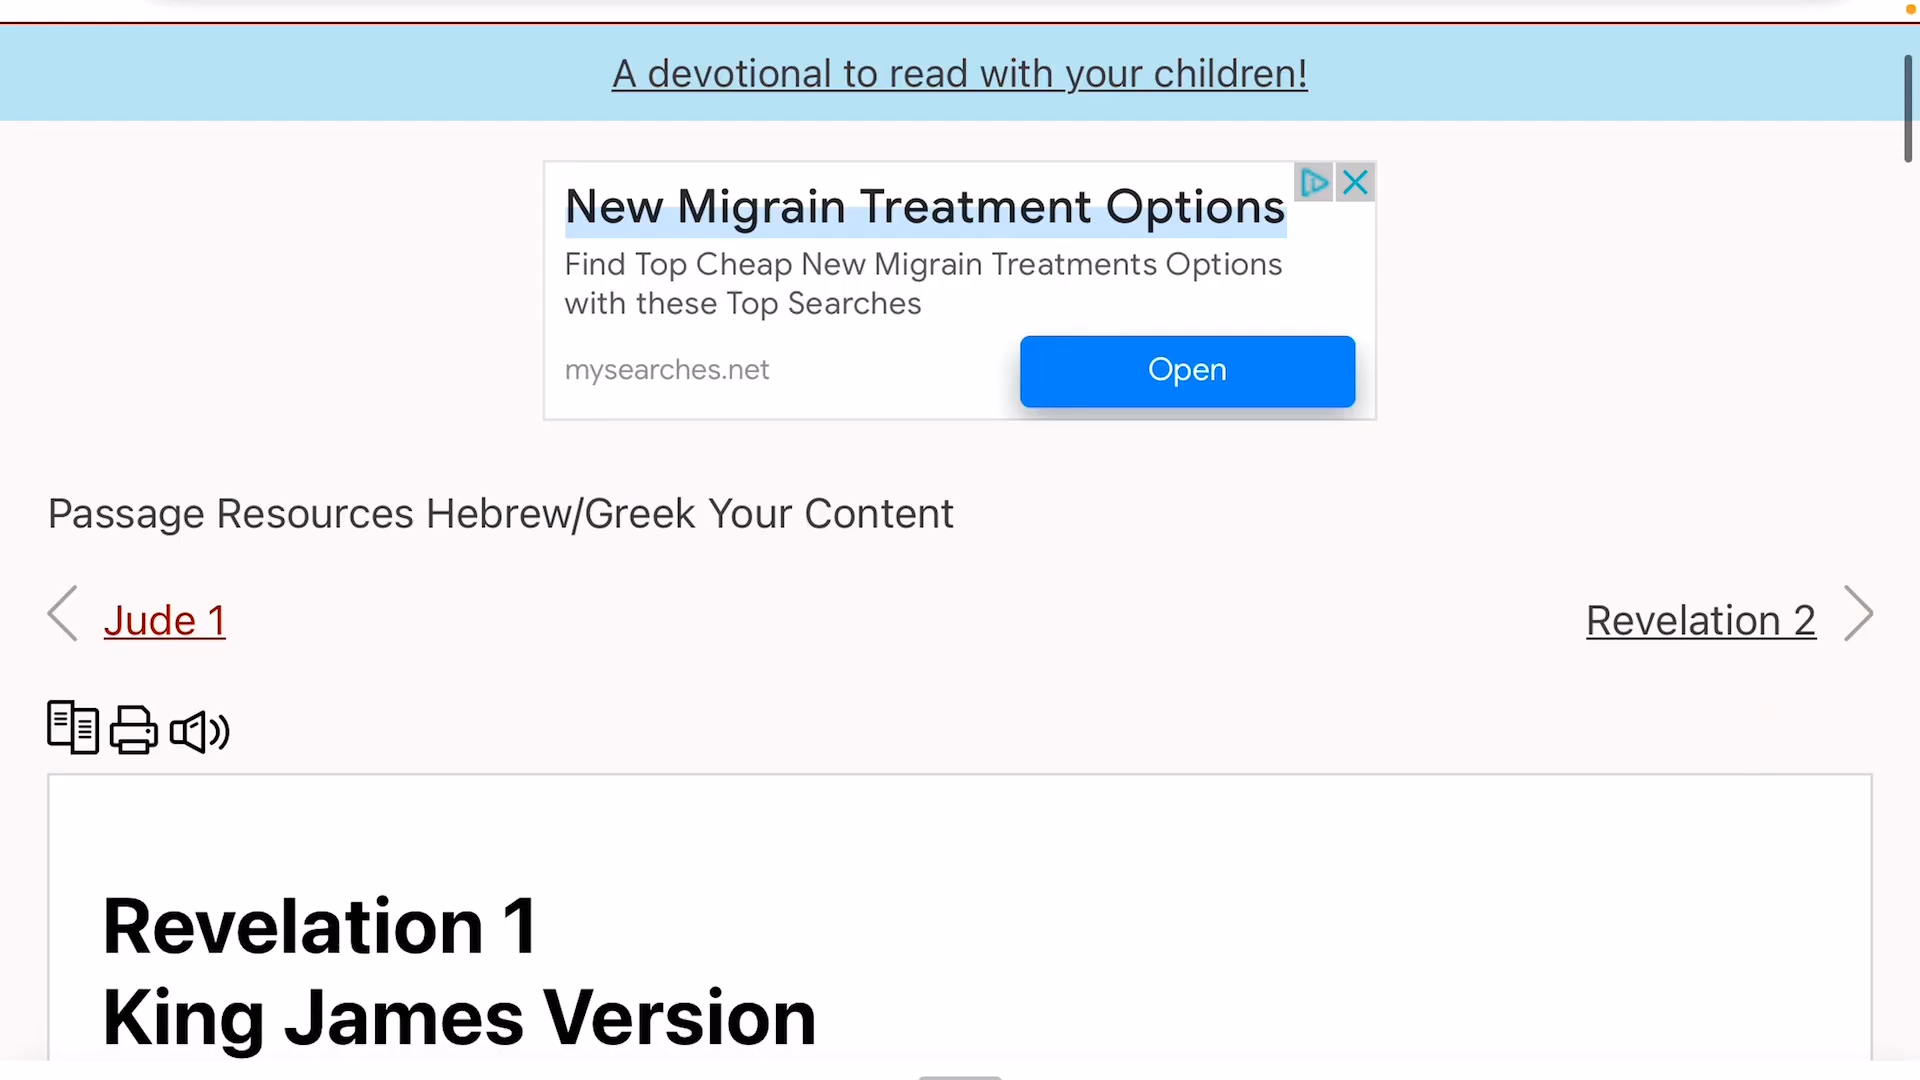 A devotional to read with your children!
New Migrain Treatment Options
Find Top Cheap New Migrain Treatments Options
with these Top Searches
mysearches.net
Open
Passage Resources Hebrew/Greek Your Content
Jude 1
Revelation 2
Revelation 1
King James Version